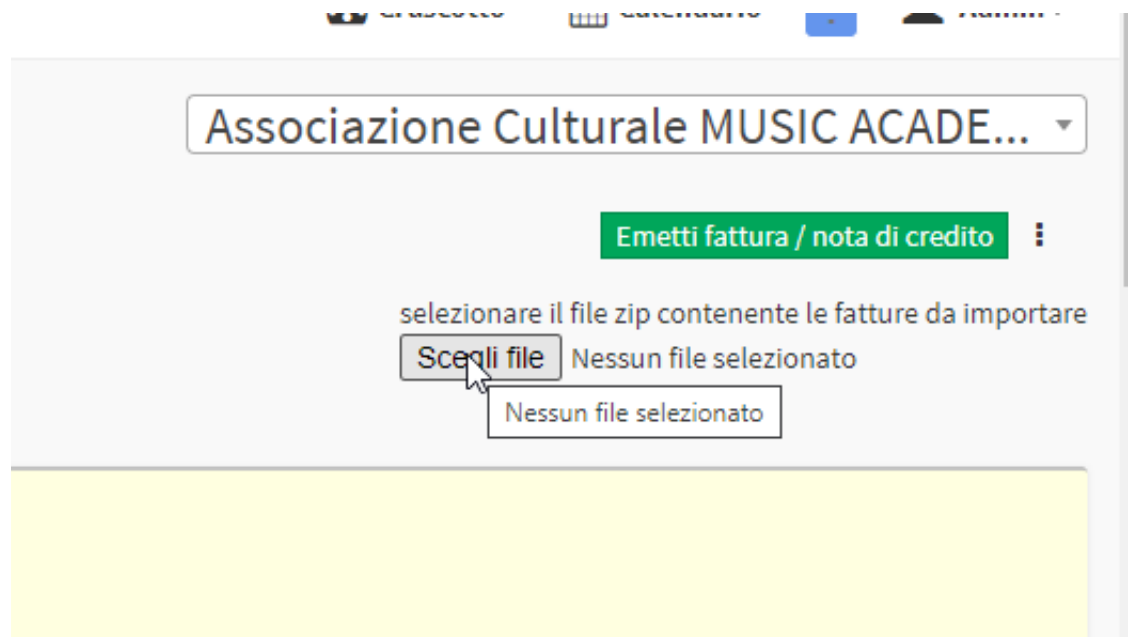 Associazione Culturale MUSIC ACADE...
Emetti fattura / nota di credito
selezionare il file zip contenente le fatture da importare
Scegli file Nessun file selezionato
Nessun file selezionato